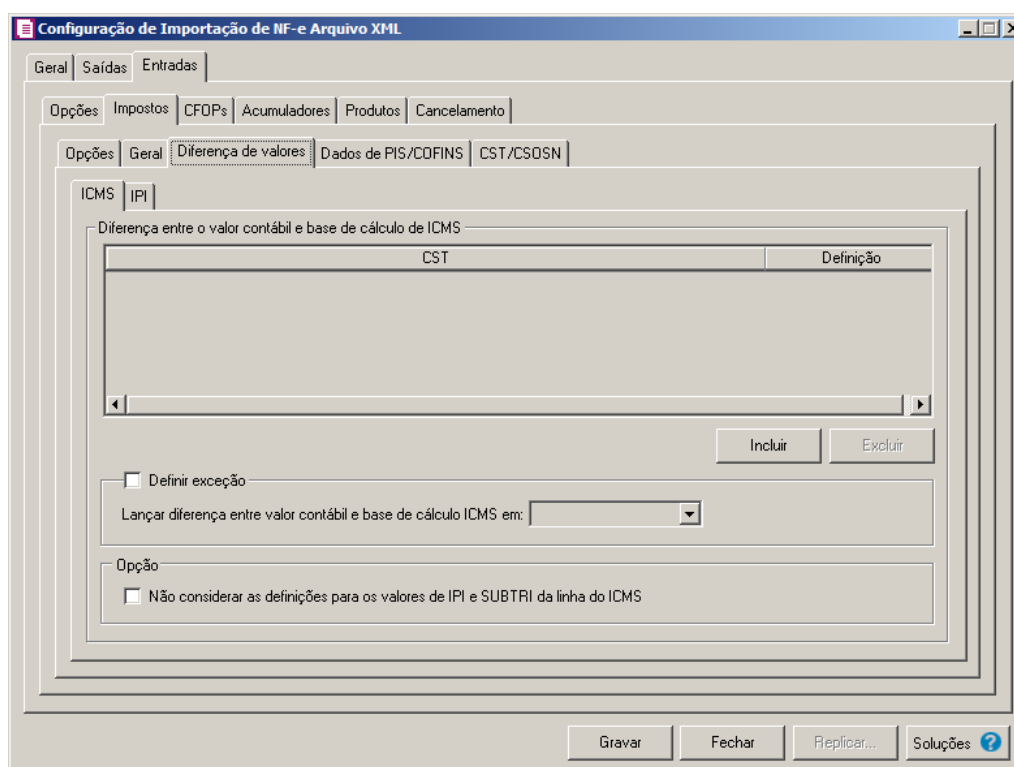 Configuração de Importação de NF-e Arquivo XML
Geral Saídas Entradas
Opções Impostos CFOPs Acumuladores Produtos Cancelamento
Opções Geral Diferença de valores Dados de PIS/COFINS CST/CSOSN
ICMS IPI
Diferença entre o valor contábil e base de cálculo de ICMS
CST Definição
Incluir Excluir
Definir exceção
Lançar diferença entre valor contábil e base de cálculo ICMS em:
Opção
Não considerar as definições para os valores de IPI e SUBTRI da linha do ICMS
Gravar Fechar Replicar... Soluções ?